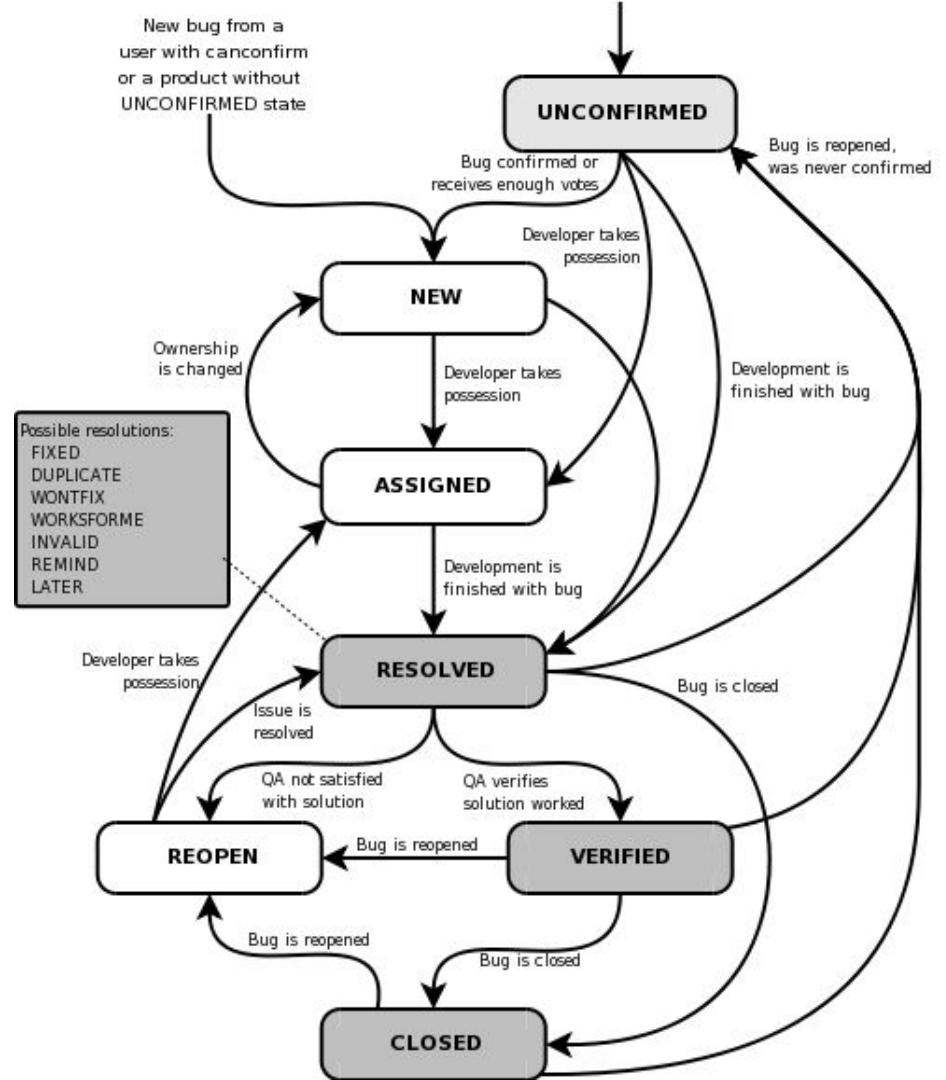 New bug from a
user with canconfirm
or a product without
UNCONFIRMED state
UNCONFIRMED
Bug confirmed or
receives enough votes
Bug is reopened,
was never confirmed
Developer takes
possession
NEW
Ownership
is changed
Developer takes
possession
Development is
finished with bug
Possible resolutions:
FIXED
DUPLICATE
WONTFIX
WORKSFORME
INVALID
REMIND
LATER
ASSIGNED
Development is
finished with bug
RESOLVED
Developer takes
possession
Issue is
resolved
Bug is closed
QA not satisfied
with solution
QA verifies
solution worked
REOPEN
Bug is reopened
VERIFIED
Bug is reopened
Bug is closed
CLOSED